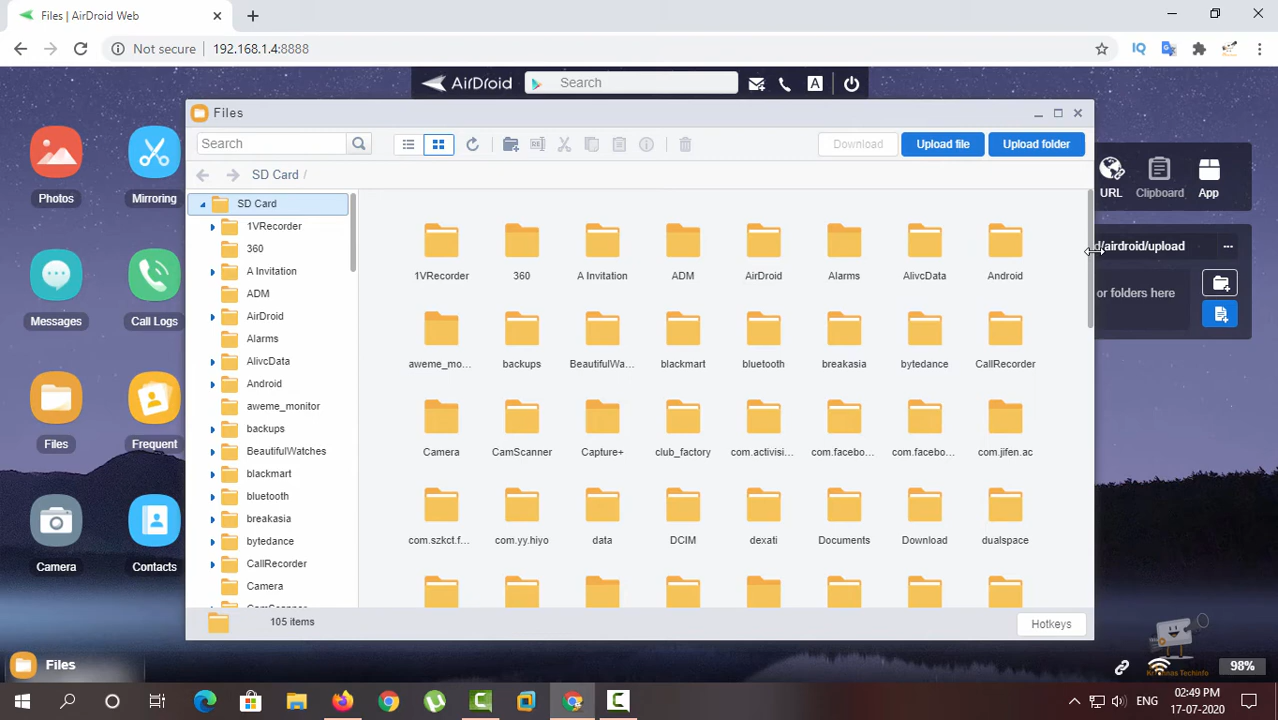 Files | AirDroid Web
Not secure
192.168.1.4:8888
IQ
AirDroid
Search
A
Files
Search
Download
Upload file
Upload folder
SD Card /
Photos
Mirroring
Messages
Call Logs
Files
Frequent
Camera
Contacts
SD Card
1VRecorder
360
A Invitation
ADM
AirDroid
Alarms
AlivcData
Android
aweme_monitor
backups
BeautifulWatches
blackmart
bluetooth
breakasia
bytedance
CallRecorder
Camera
CamScanner
1VRecorder
360
A Invitation
ADM
AirDroid
Alarms
AlivcData
Android
aweme_mo...
backups
BeautifulWa...
blackmart
bluetooth
breakasia
bytedance
CallRecorder
Camera
CamScanner
Capture+
club_factory
com.activisi...
com.facebo...
com.facebo...
com.jifen.ac
com.szkct.f...
com.yy.hiyo
data
DCIM
dexati
Documents
Download
dualspace
105 items
Hotkeys
URL
Clipboard
App
d/airdroid/upload
...
or folders here
Files
98%
ENG
02:49 PM
17-07-2020